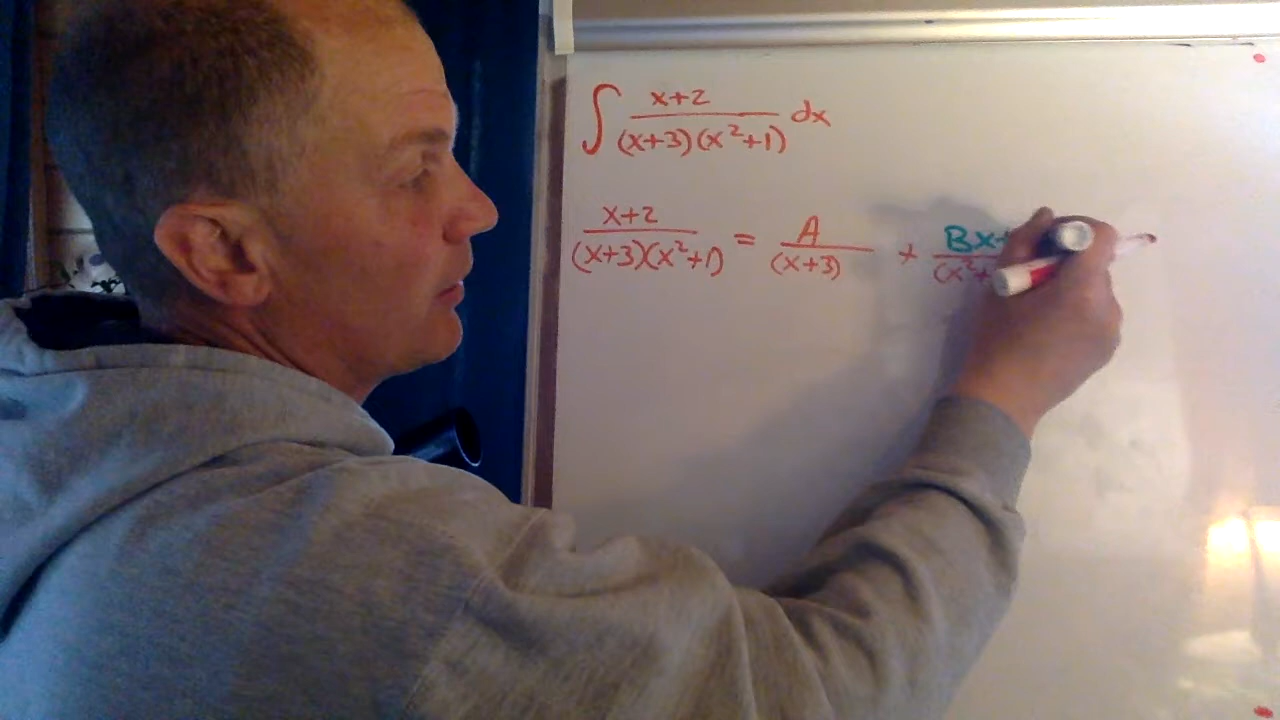 ∫ x+2 / (x+3)(x²+1) dx
x+2 / (x+3)(x²+1) = A / (x+3) + Bx+ / (x²+